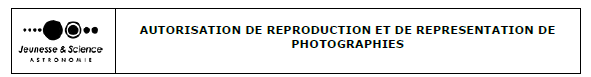 Jeunesse & Science
ASTRONOMIE
AUTORISATION DE REPRODUCTION ET DE REPRESENTATION DE
PHOTOGRAPHIES